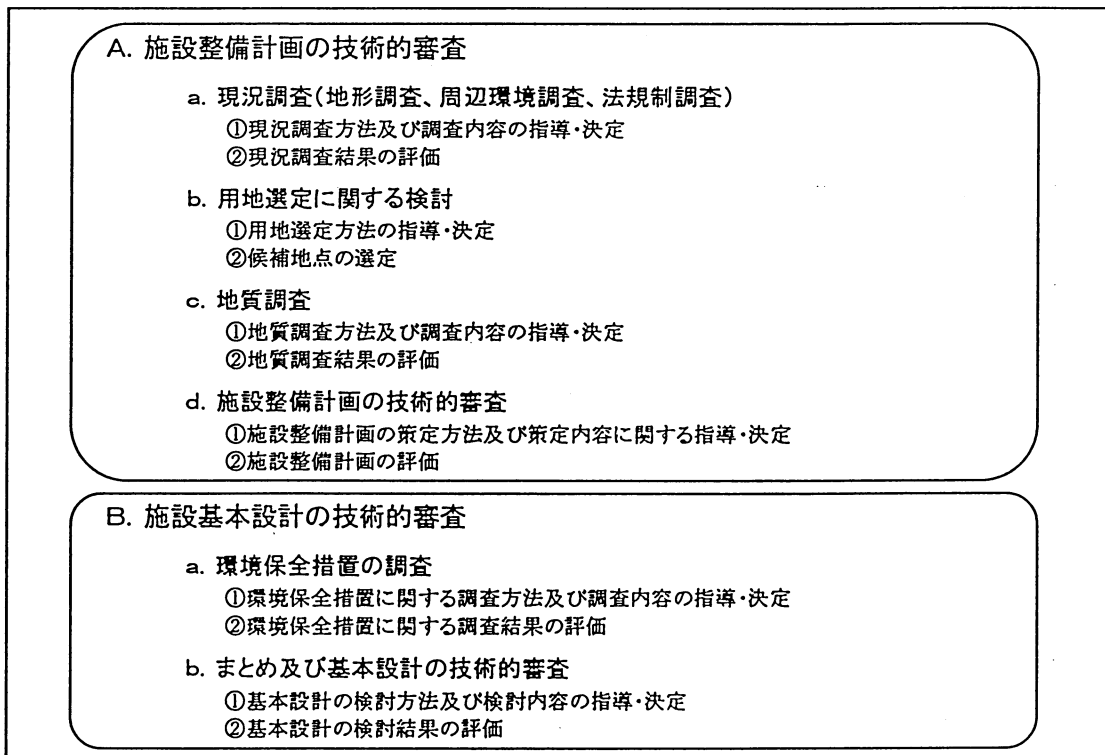 A. 施設整備計画の技術的審査
a. 現況調査(地形調査、周辺環境調査、法規制調査)
①現況調査方法及び調査内容の指導・決定
②現況調査結果の評価
b. 用地選定に関する検討
①用地選定方法の指導・決定
②候補地点の選定
c. 地質調査
①地質調査方法及び調査内容の指導・決定
②地質調査結果の評価
d. 施設整備計画の技術的審査
①施設整備計画の策定方法及び策定内容に関する指導・決定
②施設整備計画の評価
B. 施設基本設計の技術的審査
a. 環境保全措置の調査
①環境保全措置に関する調査方法及び調査内容の指導・決定
②環境保全措置に関する調査結果の評価
b. まとめ及び基本設計の技術的審査
①基本設計の検討方法及び検討内容の指導・決定
②基本設計の検討結果の評価